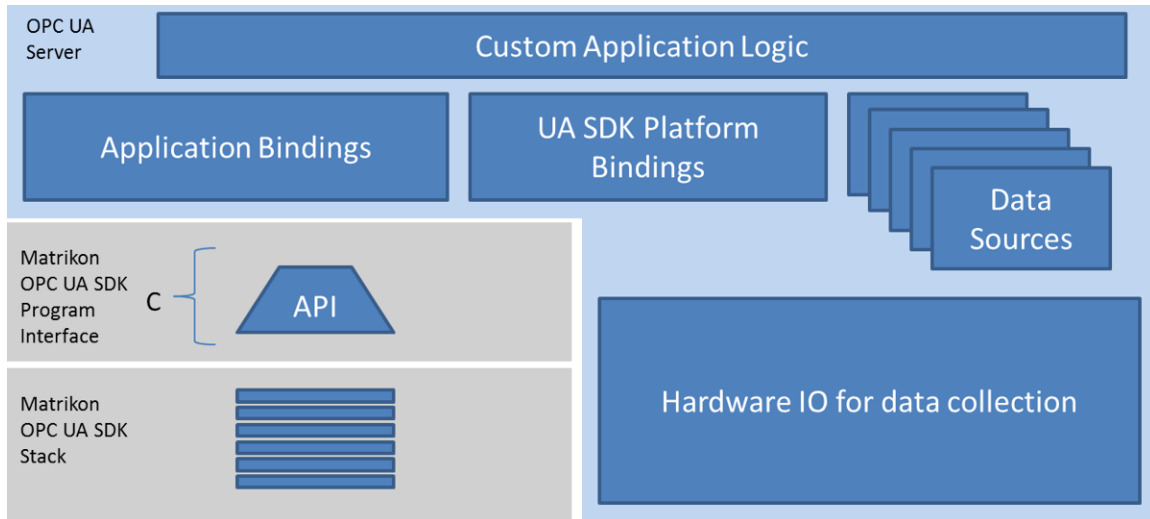 OPC UA
Server
Custom Application Logic
Application Bindings
UA SDK Platform
Bindings
Data
Sources
Matrikon
OPC UA SDK
Program
Interface
C
API
Hardware IO for data collection
Matrikon
OPC UA SDK
Stack